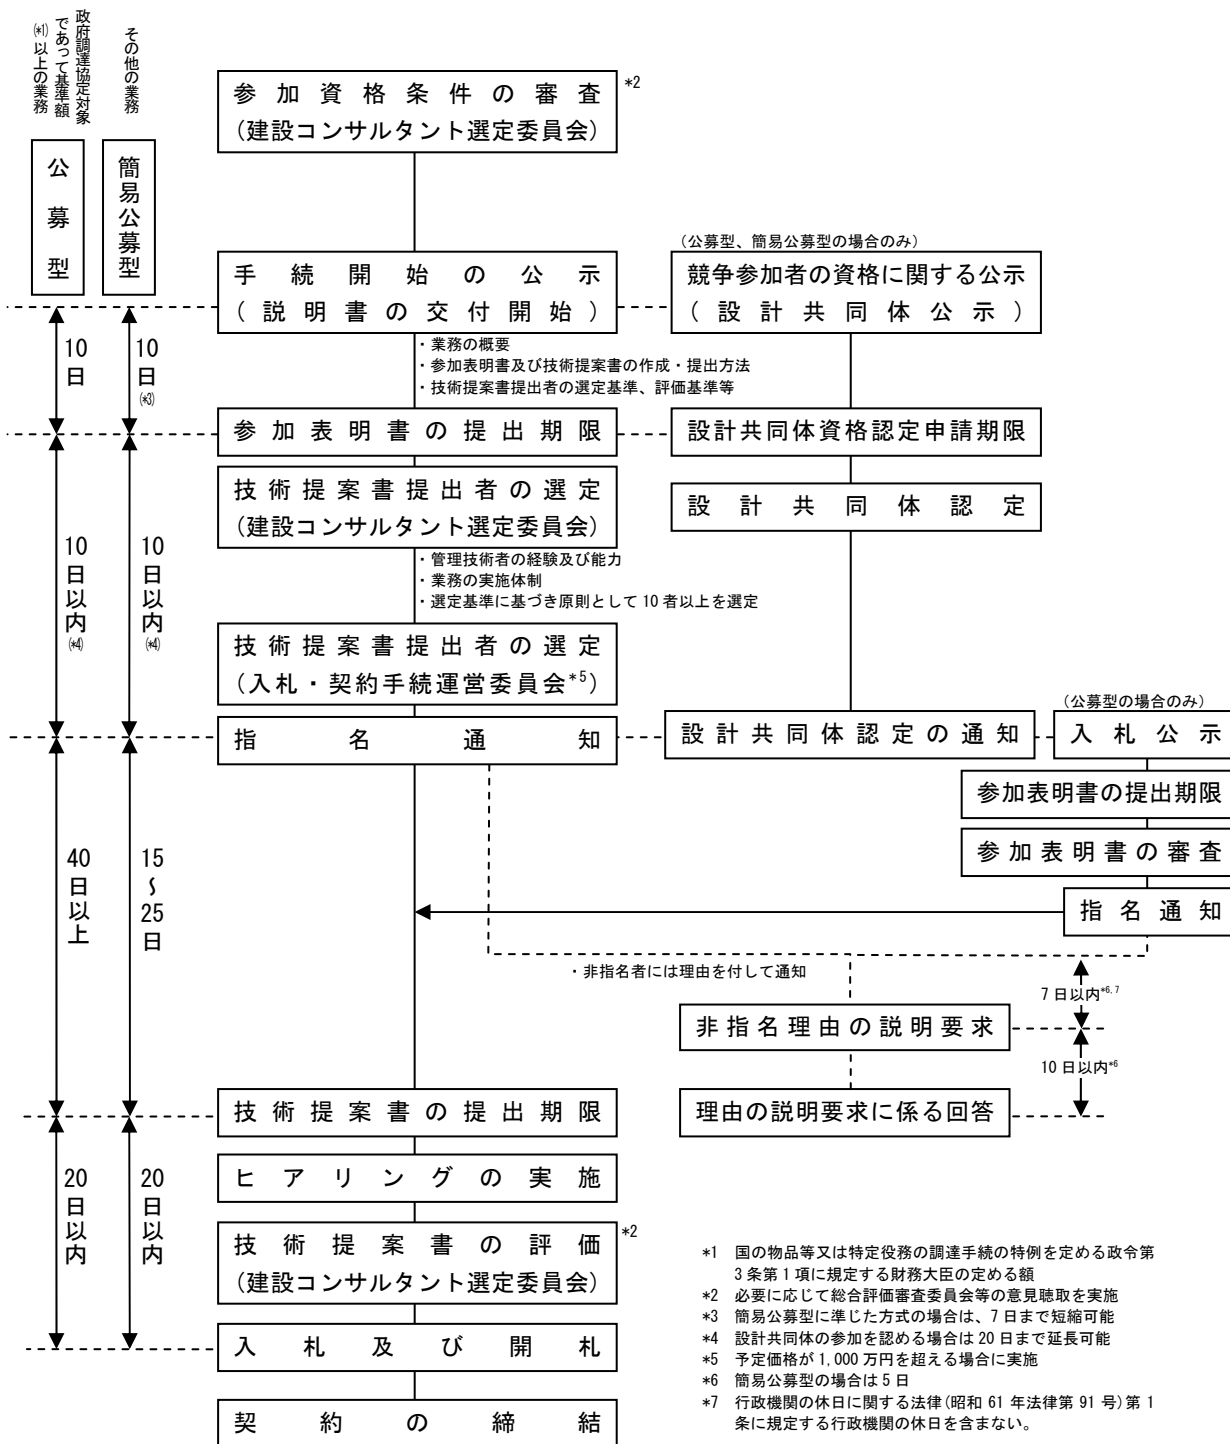 政府調達協定対象
であって基準額
(*1)以上の業務
その他の業務
公募型
簡易公募型
参加資格条件の審査
(建設コンサルタント選定委員会)
*2
手続開始の公示
(説明書の交付開始)
(公募型、簡易公募型の場合のみ)
競争参加者の資格に関する公示
(設計共同体公示)
・業務の概要
・参加表明書及び技術提案書の作成・提出方法
・技術提案書提出者の選定基準、評価基準等
10日
10日(*3)
参加表明書の提出期限
設計共同体資格認定申請期限
技術提案書提出者の選定
(建設コンサルタント選定委員会)
設計共同体認定
・管理技術者の経験及び能力
・業務の実施体制
・選定基準に基づき原則として10者以上を選定
10日以内(*4)
10日以内(*4)
技術提案書提出者の選定
(入札・契約手続運営委員会*5)
指名通知
設計共同体認定の通知
(公募型の場合のみ)
入札公示
参加表明書の提出期限
参加表明書の審査
指名通知
40日以上
15～25日
・非指名者には理由を付して通知
7日以内*6,7
非指名理由の説明要求
10日以内*6
理由の説明要求に係る回答
技術提案書の提出期限
ヒアリングの実施
20日以内
20日以内
技術提案書の評価
(建設コンサルタント選定委員会)
*2
入札及び開札
契約の締結
*1 国の物品等又は特定役務の調達手続の特例を定める政令第
3条第1項に規定する財務大臣の定める額
*2 必要に応じて総合評価審査委員会等の意見聴取を実施
*3 簡易公募型に準じた方式の場合は、7日まで短縮可能
*4 設計共同体の参加を認める場合は20日まで延長可能
*5 予定価格が1,000万円を超える場合に実施
*6 簡易公募型の場合は5日
*7 行政機関の休日に関する法律(昭和61年法律第91号)第1
条に規定する行政機関の休日を含まない。